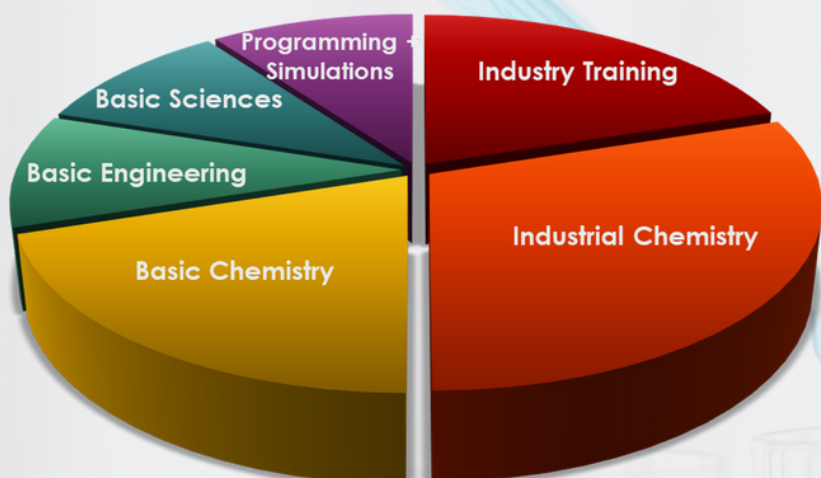 Programming +
Simulations
Industry Training
Basic Sciences
Basic Engineering
Industrial Chemistry
Basic Chemistry